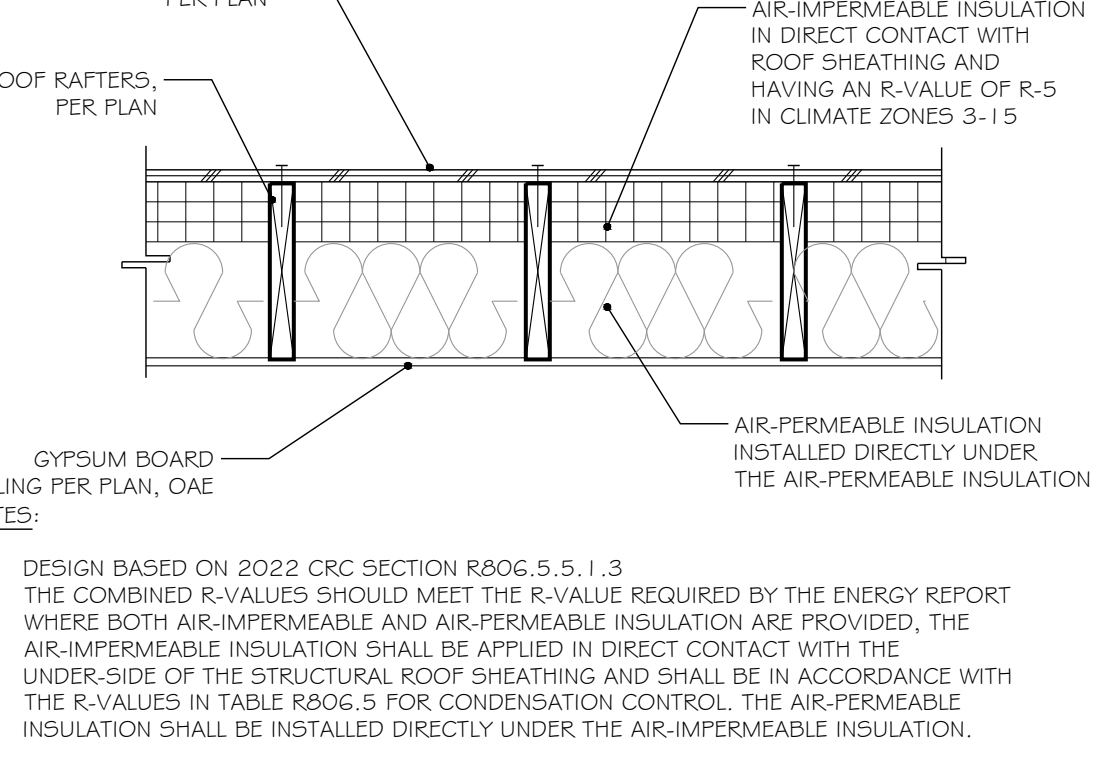 PER PLAN
ROOF RAFTERS,
PER PLAN
AIR-IMPERMEABLE INSULATION
IN DIRECT CONTACT WITH
ROOF SHEATHING AND
HAVING AN R-VALUE OF R-5
IN CLIMATE ZONES 3-15
AIR-PERMEABLE INSULATION
INSTALLED DIRECTLY UNDER
THE AIR-PERMEABLE INSULATION
GYPSUM BOARD
LING PER PLAN, OAE
TES:
DESIGN BASED ON 2022 CRC SECTION R806.5.5.1.3
THE COMBINED R-VALUES SHOULD MEET THE R-VALUE REQUIRED BY THE ENERGY REPORT
WHERE BOTH AIR-IMPERMEABLE AND AIR-PERMEABLE INSULATION ARE PROVIDED, THE
AIR-IMPERMEABLE INSULATION SHALL BE APPLIED IN DIRECT CONTACT WITH THE
UNDER-SIDE OF THE STRUCTURAL ROOF SHEATHING AND SHALL BE IN ACCORDANCE WITH
THE R-VALUES IN TABLE R806.5 FOR CONDENSATION CONTROL. THE AIR-PERMEABLE
INSULATION SHALL BE INSTALLED DIRECTLY UNDER THE AIR-IMPERMEABLE INSULATION.